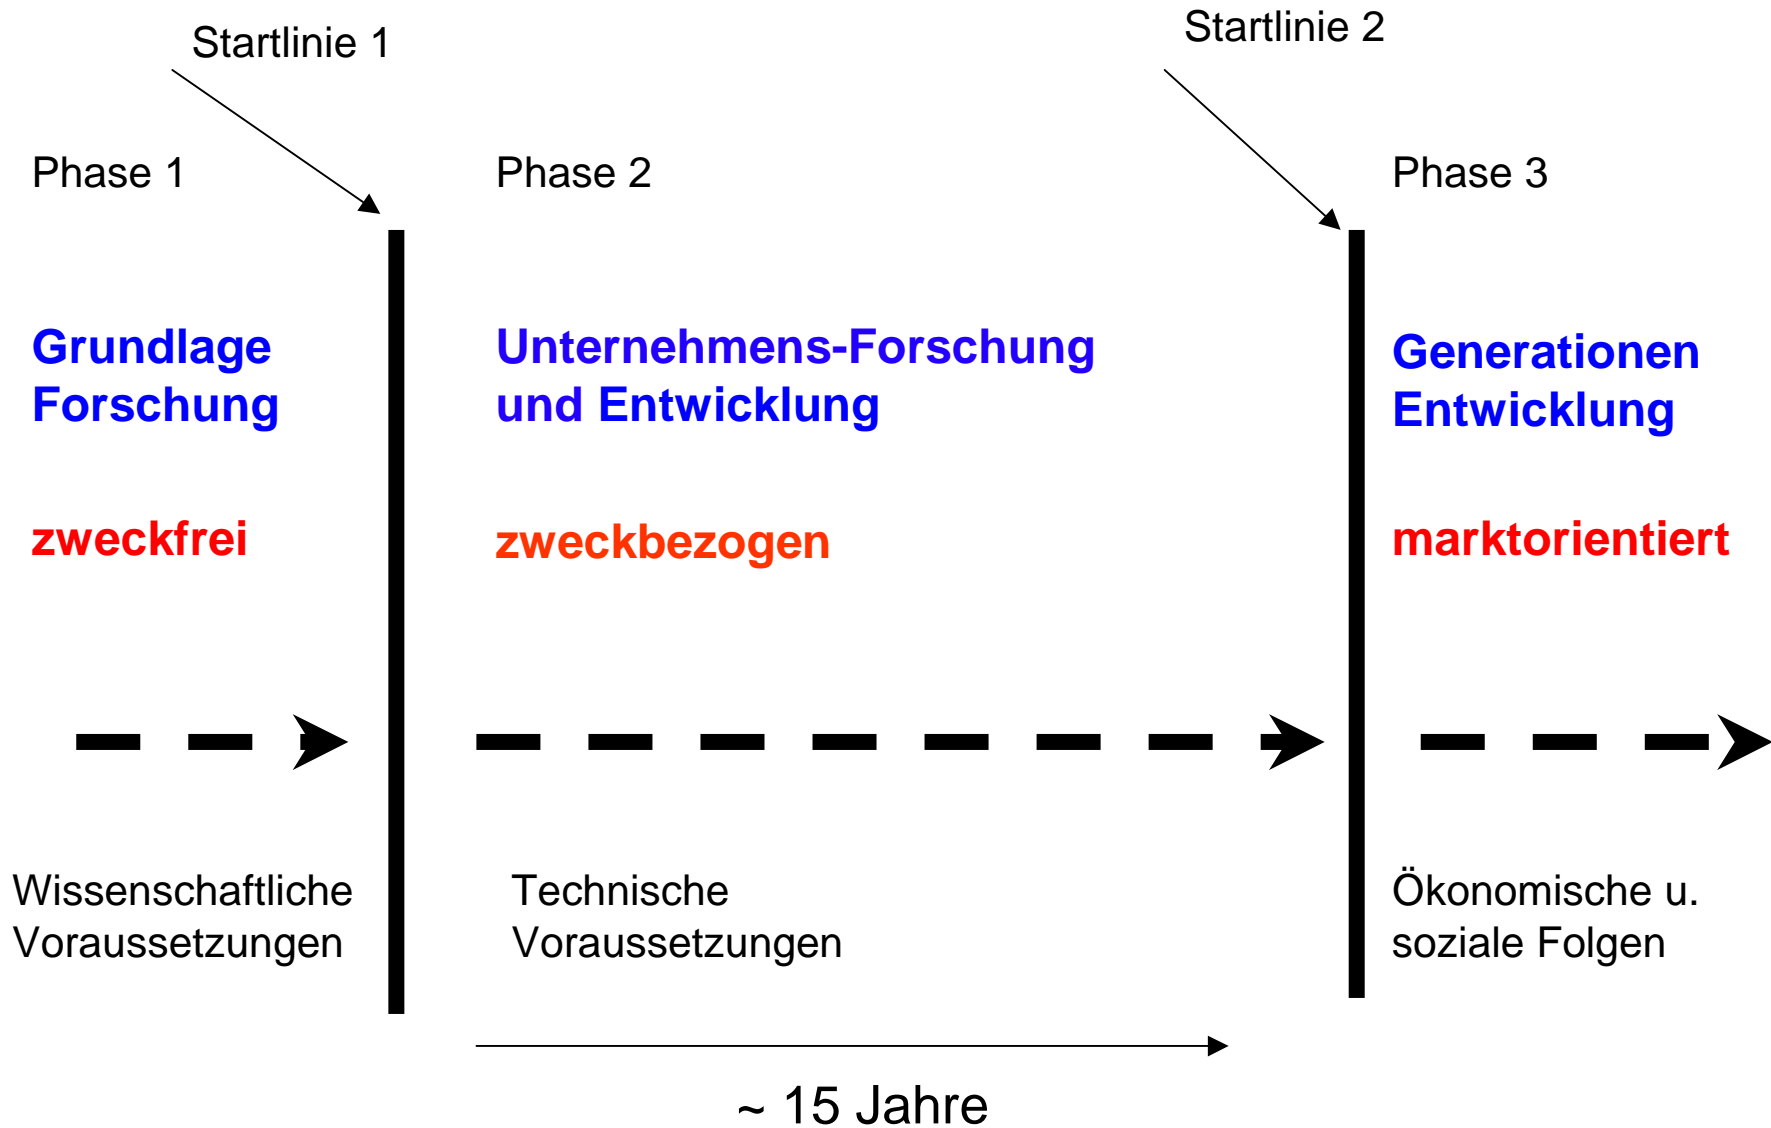 Startlinie 1
Startlinie 2
Phase 1
Phase 2
Phase 3
Grundlage
Forschung
Unternehmens-Forschung
und Entwicklung
Generationen
Entwicklung
zweckfrei
zweckbezogen
marktorientiert
Wissenschaftliche
Voraussetzungen
Technische
Voraussetzungen
Ökonomische u.
soziale Folgen
~ 15 Jahre